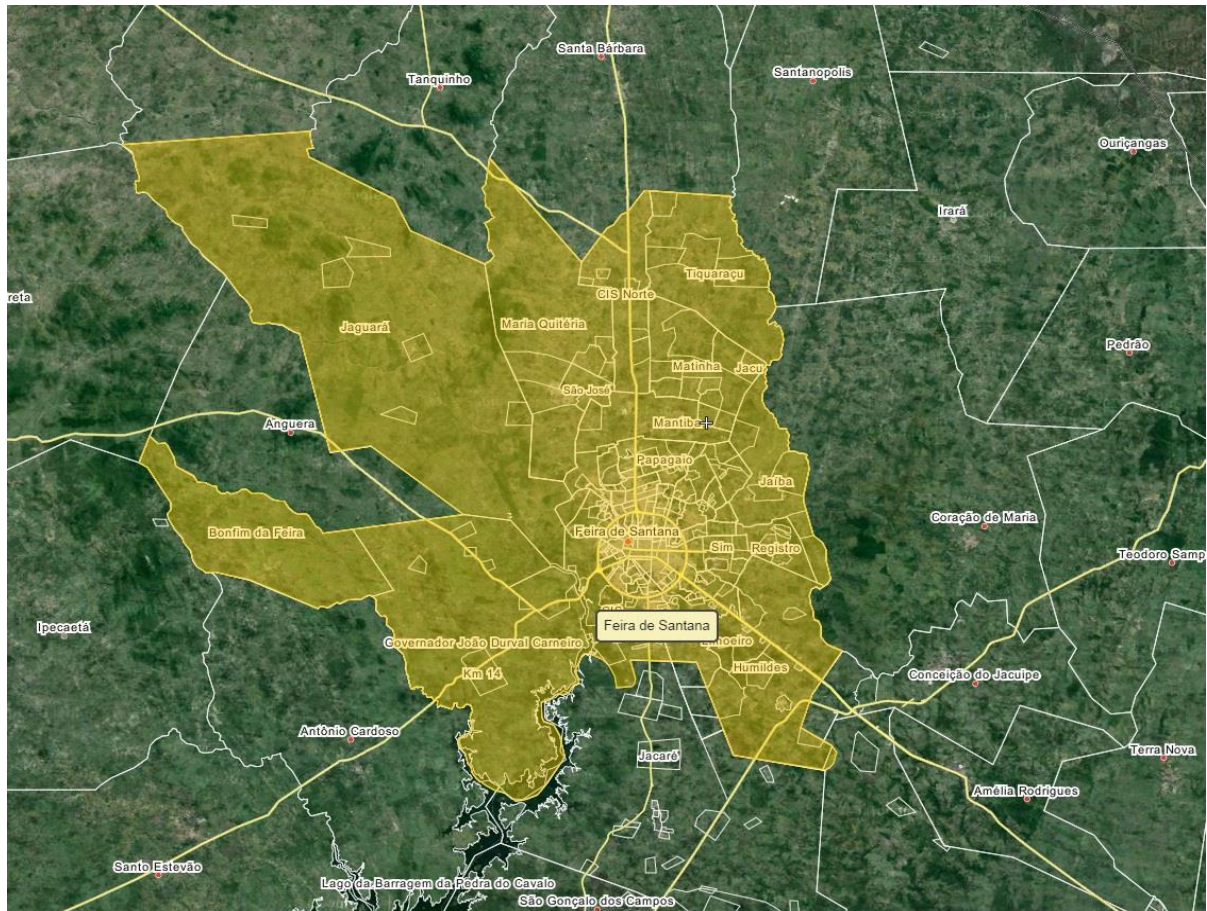 Santa Bárbara
Santanopolis
Tanquinho
Ouriçangas
Irará
Tiquaraçu
reta
CIS Norte
Jaguará
Maria Quitéria
Pedrão
Matinha
Jacu
São José
Anguera
Mantiba
Papagaio
Jaíba
Coração de Maria
Bonfim da Feira
Feira de Santana
Sim
Registro
Teodoro Samp
CIS
Feira de Santana
Ipecaetá
Governador João Durval Carneiro
Humildes
Km 14
Conceição do Jacuipe
Antônio Cardoso
Jacaré
Terra Nova
Amélia Rodrigues
Santo Estevão
Lago da Barragem da Pedra do Cavalo
São Gonçalo dos Campos